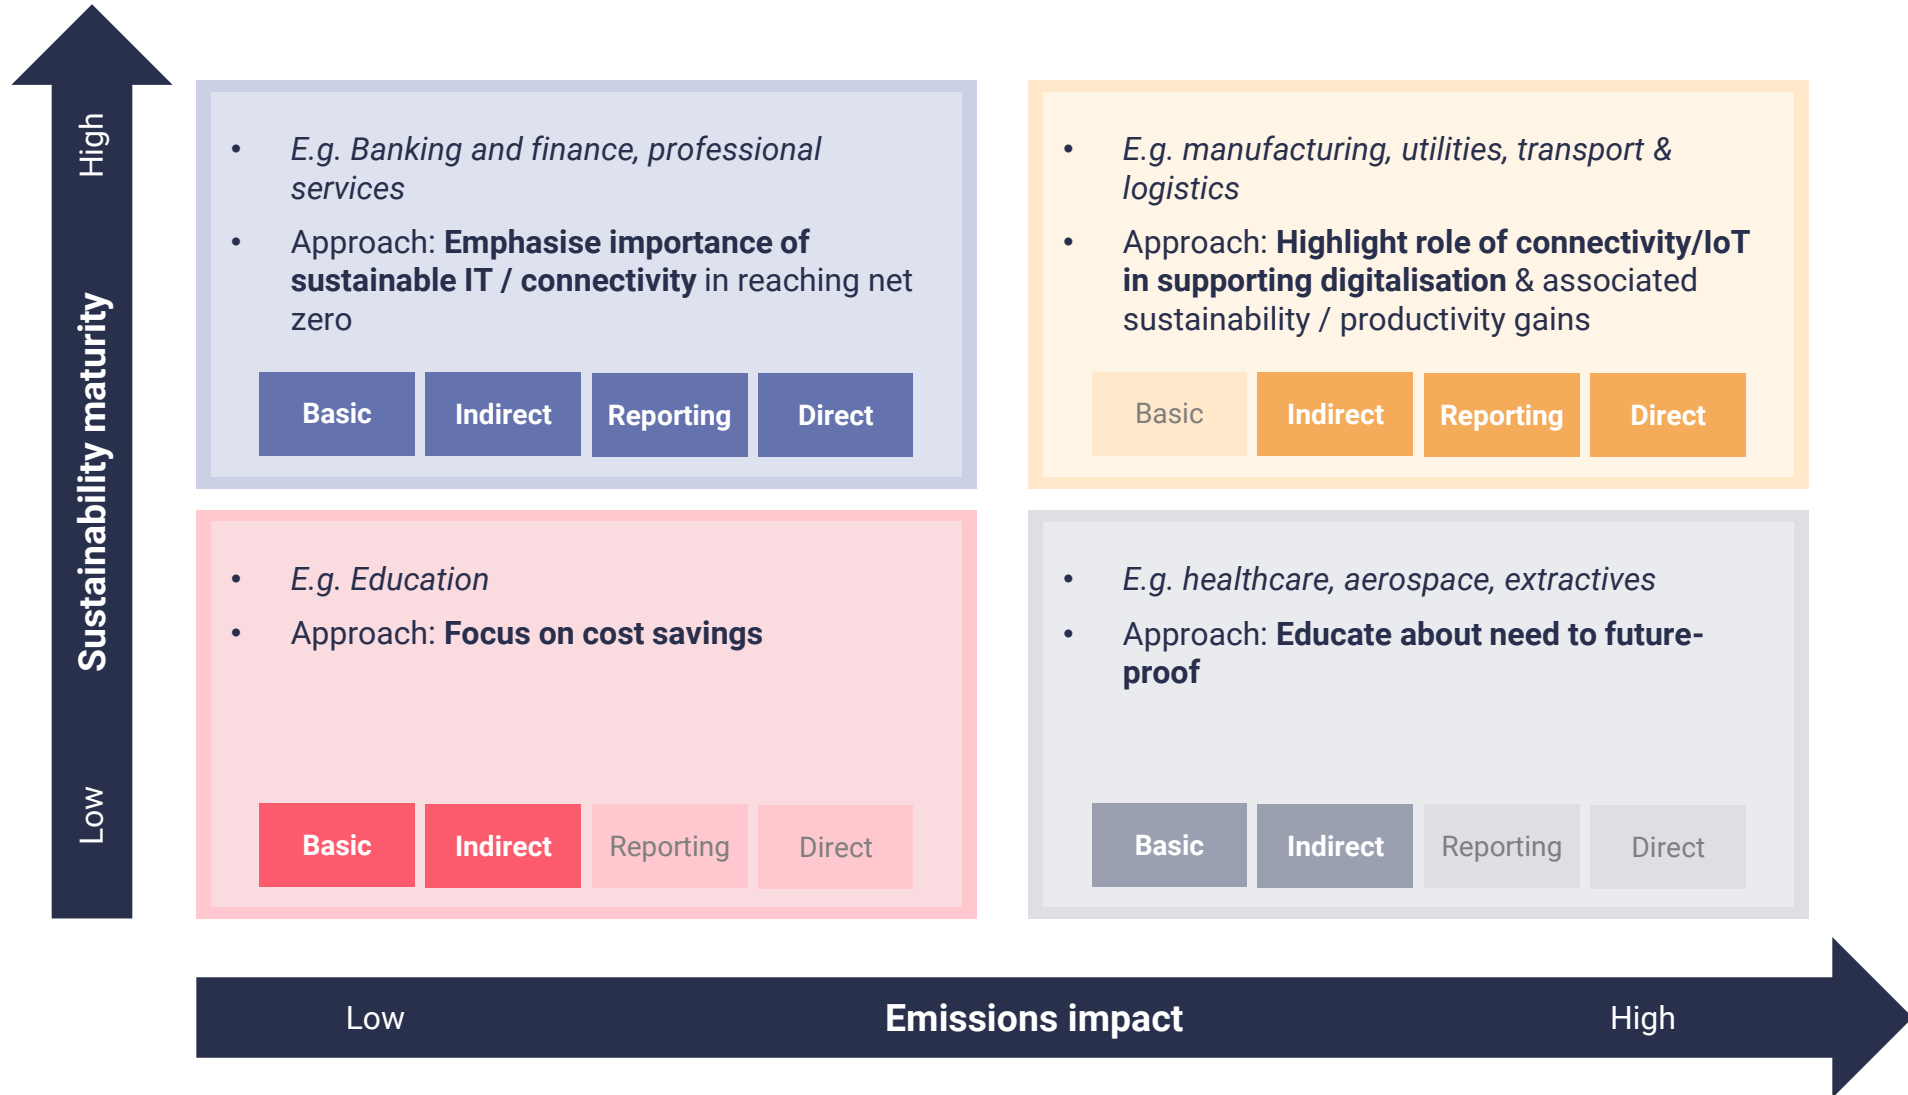 High
Sustainability maturity
Low
• E.g. Banking and finance, professional
services
• Approach: Emphasise importance of
sustainable IT / connectivity in reaching net
zero
Basic
Indirect
Reporting
Direct
• E.g. manufacturing, utilities, transport &
logistics
• Approach: Highlight role of connectivity/IoT
in supporting digitalisation & associated
sustainability / productivity gains
Basic
Indirect
Reporting
Direct
• E.g. Education
• Approach: Focus on cost savings
Basic
Indirect
Reporting
Direct
• E.g. healthcare, aerospace, extractives
• Approach: Educate about need to future-
proof
Basic
Indirect
Reporting
Direct
Low
Emissions impact
High